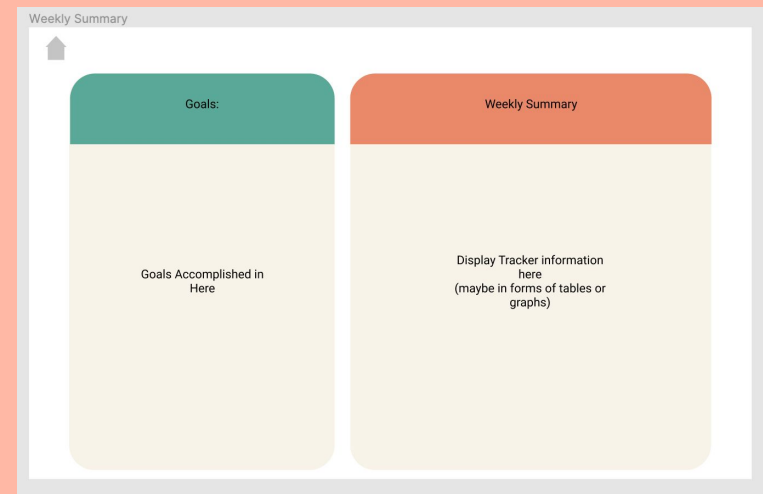 Weekly Summary
Goals:
Goals Accomplished in
Here
Weekly Summary
Display Tracker information
here
(maybe in forms of tables or
graphs)